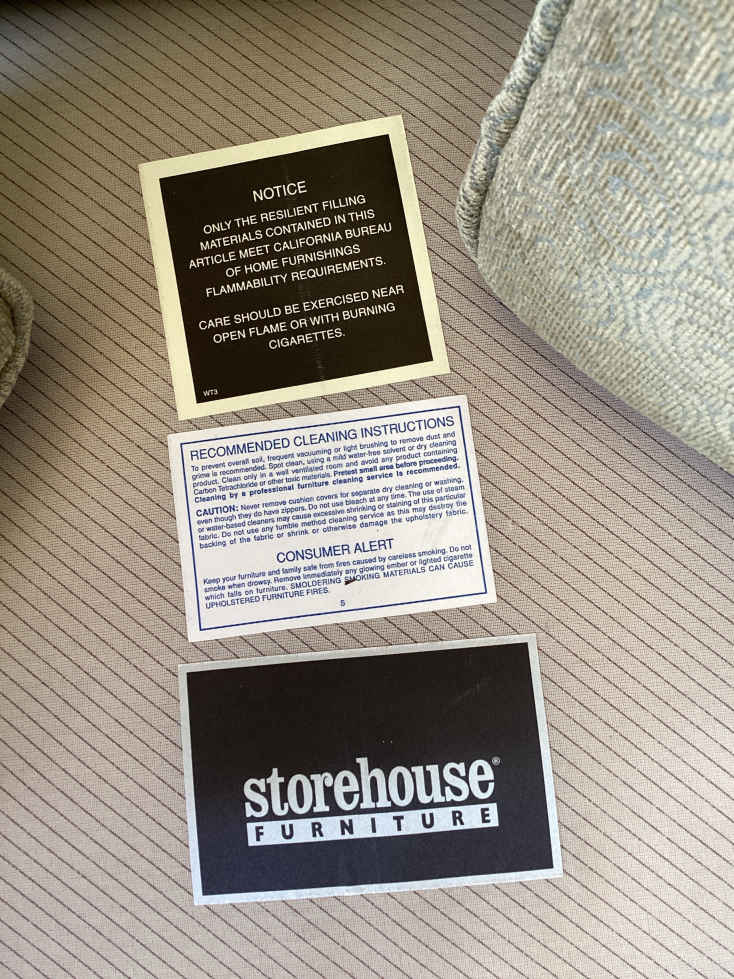 NOTICE
ONLY THE RESILIENT FILLING
MATERIALS CONTAINED IN THIS
ARTICLE MEET CALIFORNIA BUREAU
OF HOME FURNISHINGS
FLAMMABILITY REQUIREMENTS.
CARE SHOULD BE EXERCISED NEAR
OPEN FLAME OR WITH BURNING
CIGARETTES.
WT3
RECOMMENDED CLEANING INSTRUCTIONS
To prevent overall soil, frequent vacuuming or light brushing to remove dust and
grime is recommended. Spot clean, using a mild water-free solvent or dry cleaning
product. Clean only in a well ventilated room and avoid any product containing
Carbon Tetrachloride or other toxic materials. Pretest small area before proceeding.
Cleaning by a professional furniture cleaning service is recommended.
CAUTION: Never remove cushion covers for separate dry cleaning or washing,
even though they do have zippers. Do not use bleach at any time. The use of steam
or water-based cleaners may cause excessive shrinking or staining of this particular
fabric. Do not use any tumble method cleaning service as this may destroy the
backing of the fabric or shrink or otherwise damage the upholstery fabric.
CONSUMER ALERT
Keep your furniture and family safe from fires caused by careless smoking. Do not
smoke when drowsy. Remove immediately any glowing ember or lighted cigarette
which falls on furniture. SMOLDERING SMOKING MATERIALS CAN CAUSE
UPHOLSTERED FURNITURE FIRES.
S
storehouse®
FURNITURE